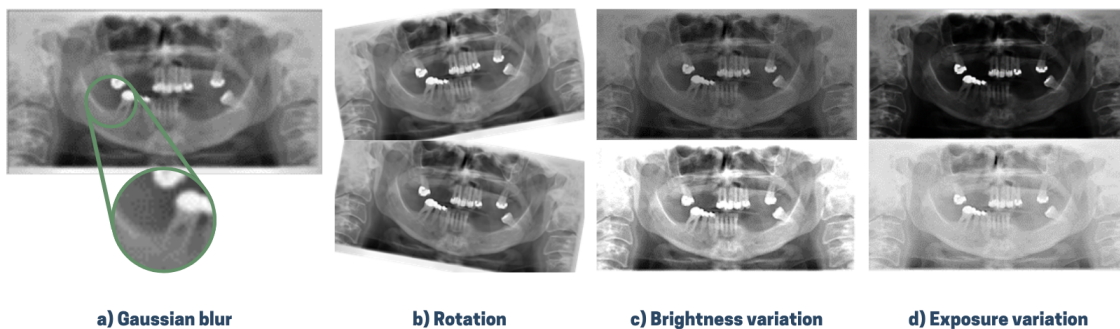 a) Gaussian blur
b) Rotation
c) Brightness variation
d) Exposure variation